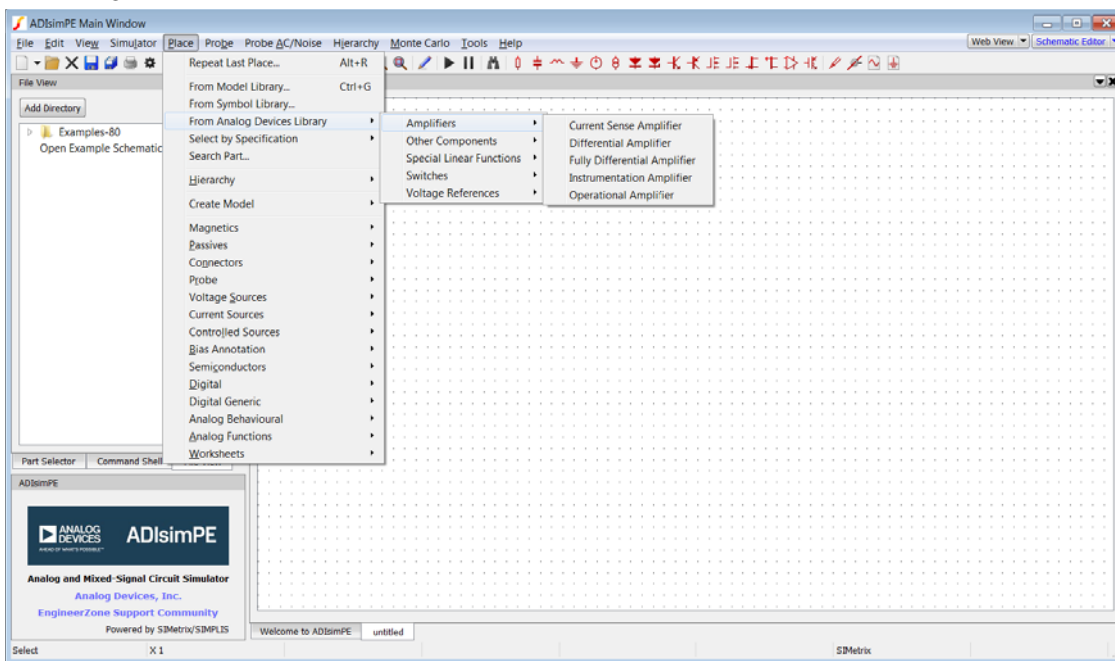 ADIsimPE Main Window
File Edit View Simulator Place Probe Probe AC/Noise Hierarchy Monte Carlo Tools Help
Web View Schematic Editor
File View
Add Directory
Examples-80
Open Example Schematic
Repeat Last Place... Alt+R
From Model Library... Ctrl+G
From Symbol Library...
From Analog Devices Library
Select by Specification
Search Part...
Hierarchy
Create Model
Magnetics
Passives
Connectors
Probe
Voltage Sources
Current Sources
Controlled Sources
Bias Annotation
Semiconductors
Digital
Digital Generic
Analog Behavioural
Analog Functions
Worksheets
Amplifiers
Other Components
Special Linear Functions
Switches
Voltage References
Current Sense Amplifier
Differential Amplifier
Fully Differential Amplifier
Instrumentation Amplifier
Operational Amplifier
Part Selector Command Shell
ADIsimPE
ANALOG
DEVICES
AHEAD OF WHAT'S POSSIBLE™
ADIsimPE
Analog and Mixed-Signal Circuit Simulator
Analog Devices, Inc.
EngineerZone Support Community
Powered by SIMetrix/SIMPLIS
Welcome to ADIsimPE untitled
Select X 1 SIMetrix